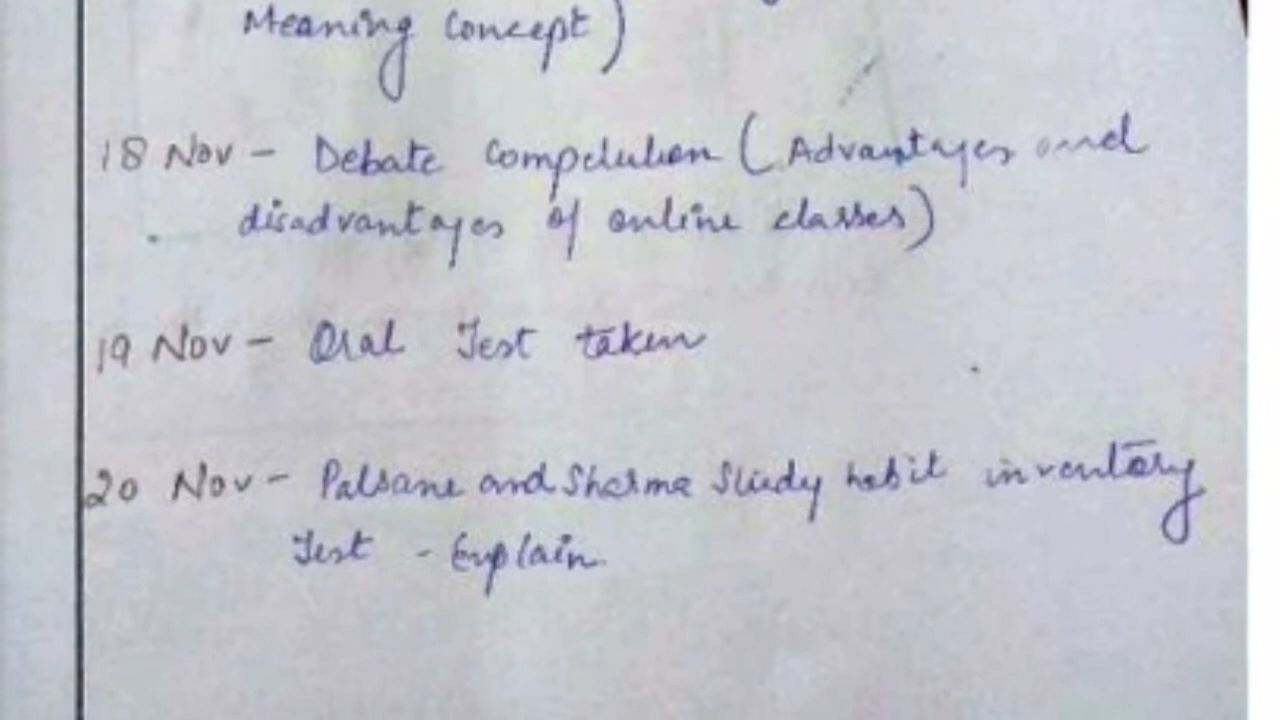 Meaning Concept)
18 Nov - Debate Competition (Advantages and
disadvantages of online classes)
19 Nov - Oral Test taken
20 Nov - Palsane and Sharma Study habit inventory
Test - Explain